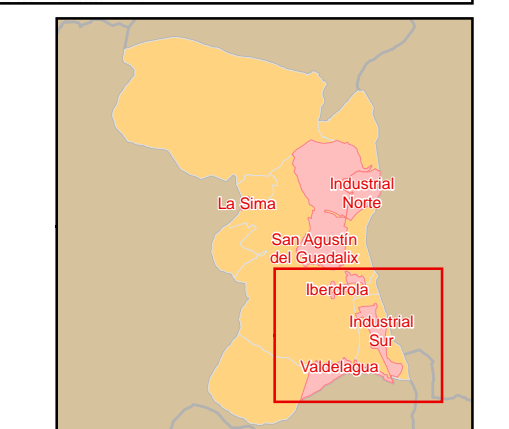 Industrial
Norte
La Sima
San Agustín
del Guadalix
Iberdrola
Industrial
Sur
Valdelagua